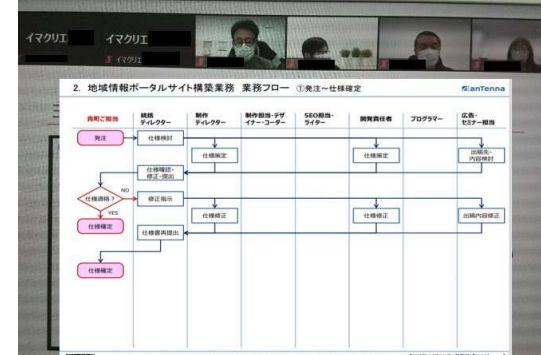 イマクリエ
イマクリエ
イマクリエ
2. 地域情報ポータルサイト構築業務 業務フロー ①発注～仕様確定
anTenna
貴町ご担当
統括
ディレクター
制作
ディレクター
制作担当・デザ
イナー・コーダー
SEO担当・
ライター
開発責任者
プログラマー
広告・
セミナー担当
発注
仕様検討
仕様策定
仕様策定
出稿先・
内容検討
仕様確認・
修正・提出
仕様適格?
NO
修正指示
YES
仕様確定
仕様修正
仕様修正
出稿内容修正
仕様書再提出
仕様確定